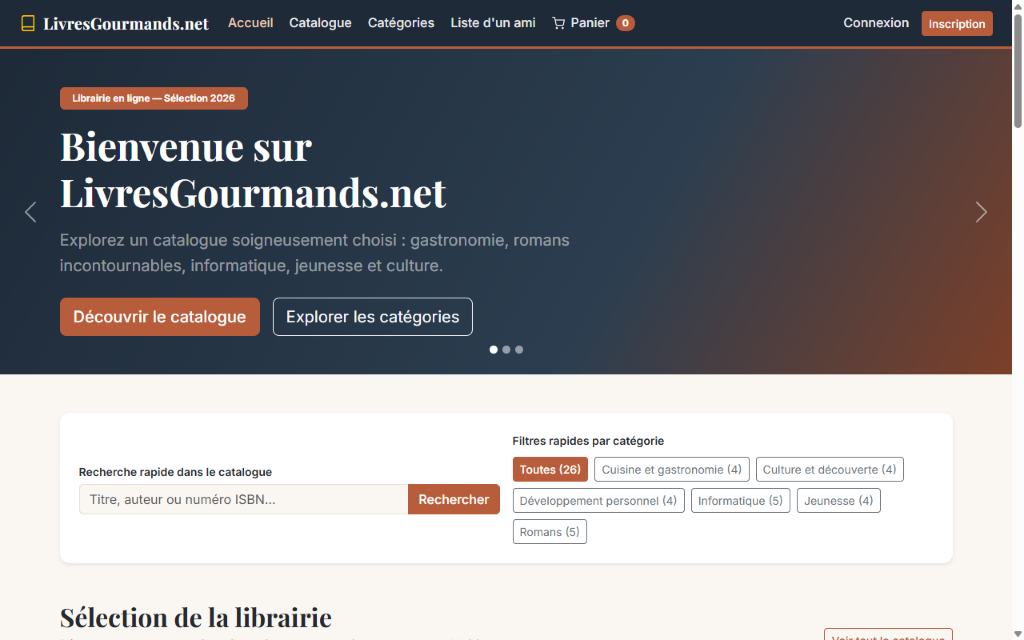 LivresGourmands.net Accueil Catalogue Catégories Liste d'un ami Panier 0 Connexion Inscription
Librairie en ligne — Sélection 2026
Bienvenue sur
LivresGourmands.net
Explorez un catalogue soigneusement choisi : gastronomie, romans
incontournables, informatique, jeunesse et culture.
Découvrir le catalogue Explorer les catégories
Recherche rapide dans le catalogue
Titre, auteur ou numéro ISBN... Rechercher
Filtres rapides par catégorie
Toutes (26) Cuisine et gastronomie (4) Culture et découverte (4)
Développement personnel (4) Informatique (5) Jeunesse (4)
Romans (5)
Sélection de la librairie
Voir tout le catalogue